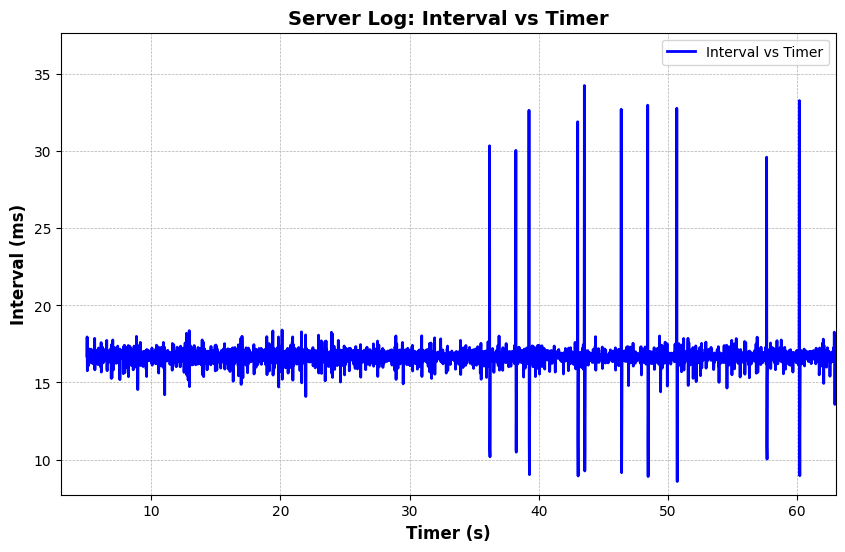 Server Log: Interval vs Timer
Interval vs Timer
Interval (ms)
35
30
25
20
15
10
10 20 30 40 50 60
Timer (s)